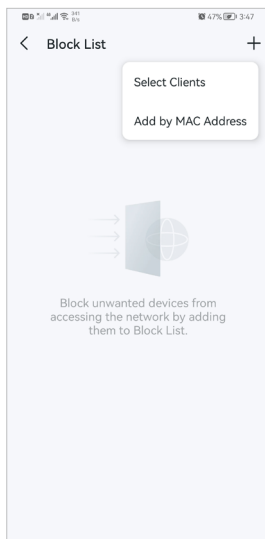 341
B/s
47% 3:47
Block List
Select Clients
Add by MAC Address
Block unwanted devices from
accessing the network by adding
them to Block List.